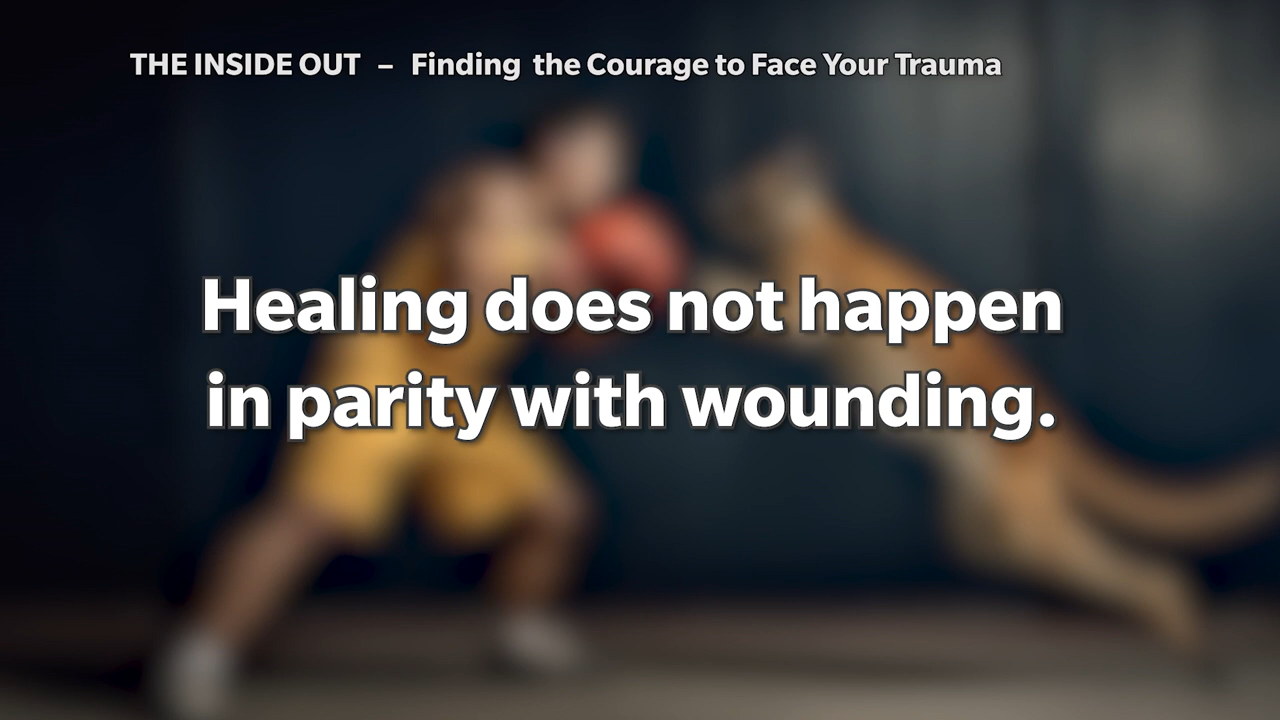 THE INSIDE OUT – Finding the Courage to Face Your Trauma
Healing does not happen
in parity with wounding.